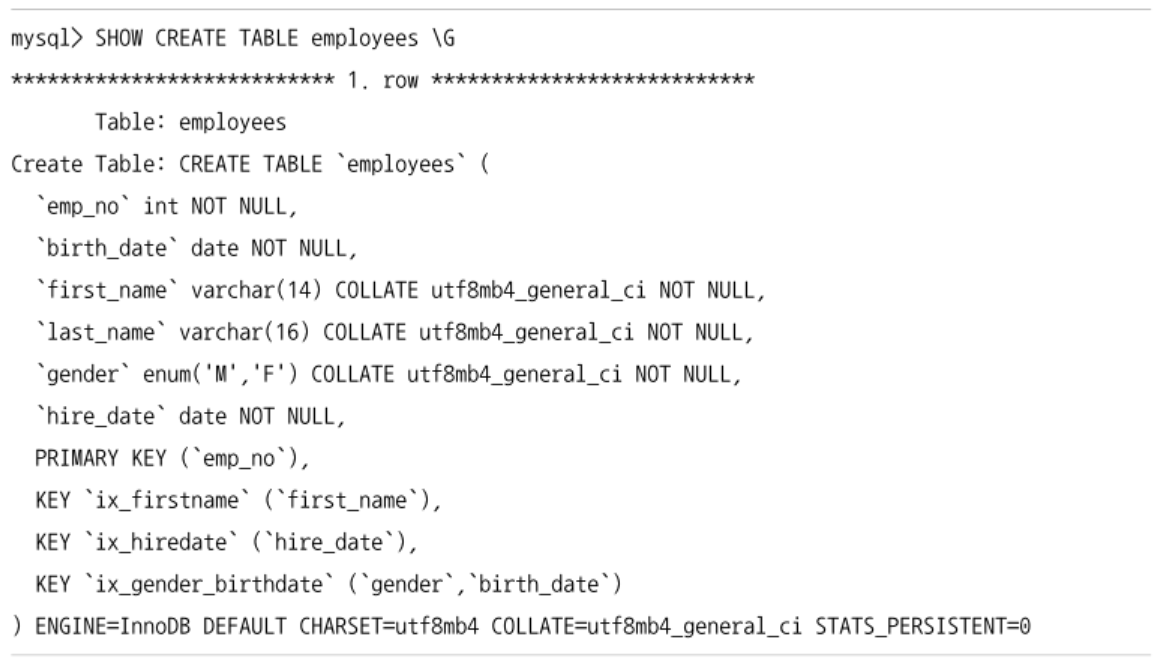 mysql> SHOW CREATE TABLE employees \G
*************************** 1. row ***************************
Table: employees
Create Table: CREATE TABLE `employees` (
`emp_no` int NOT NULL,
`birth_date` date NOT NULL,
`first_name` varchar(14) COLLATE utf8mb4_general_ci NOT NULL,
`last_name` varchar(16) COLLATE utf8mb4_general_ci NOT NULL,
`gender` enum('M','F') COLLATE utf8mb4_general_ci NOT NULL,
`hire_date` date NOT NULL,
PRIMARY KEY (`emp_no`),
KEY `ix_firstname` (`first_name`),
KEY `ix_hiredate` (`hire_date`),
KEY `ix_gender_birthdate` (`gender`,`birth_date`)
) ENGINE=InnoDB DEFAULT CHARSET=utf8mb4 COLLATE=utf8mb4_general_ci STATS_PERSISTENT=0